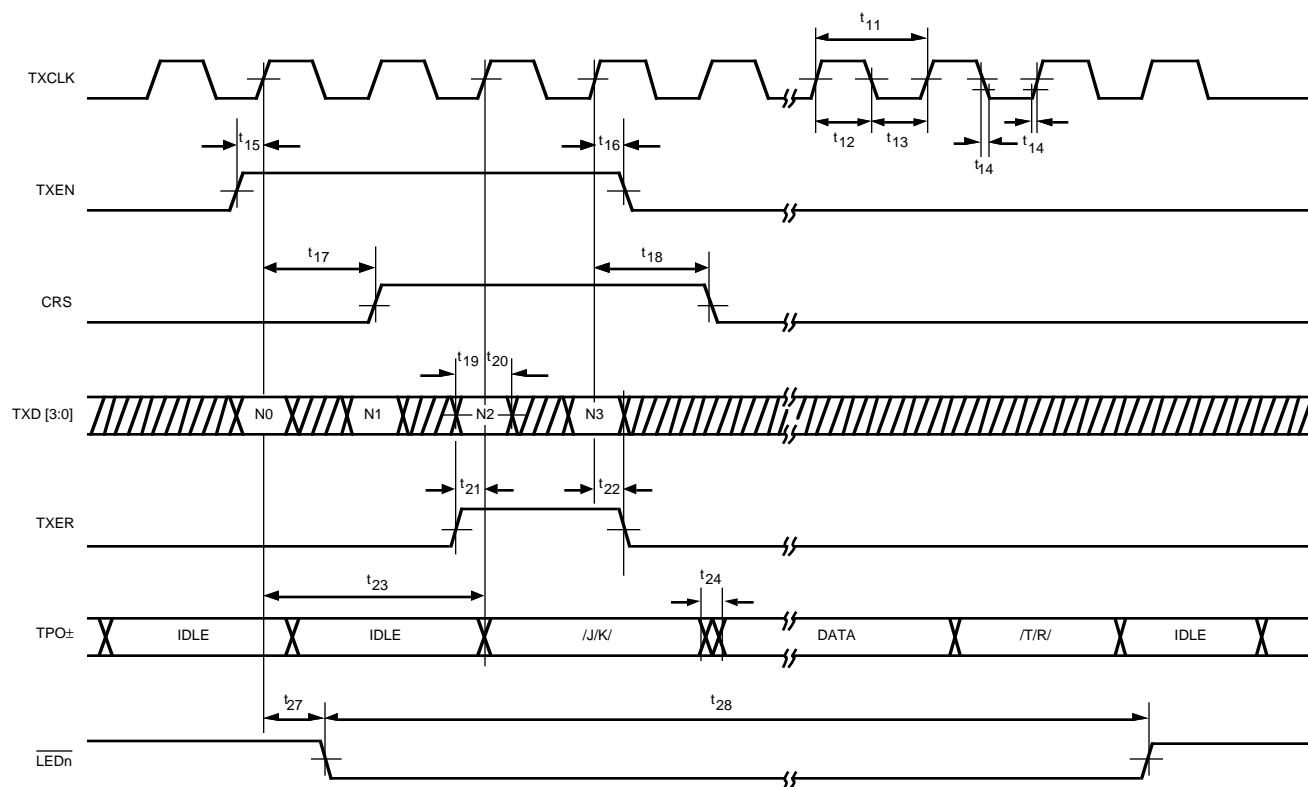 t11
TXCLK
t15 t16 t12 t13 t14 t14
TXEN
t17 t18
CRS
t19 t20
TXD [3:0] N0 N1 N2 N3
t21 t22
TXER
t23 t24
TPO± IDLE IDLE /J/K/ DATA /T/R/ IDLE
t27 t28
LEDn